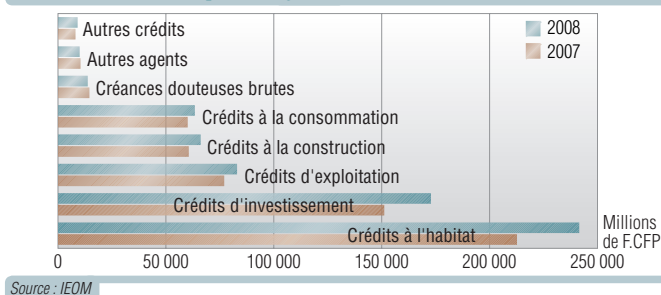 2008
2007
Autres crédits
Autres agents
Créances douteuses brutes
Crédits à la consommation
Crédits à la construction
Crédits d'exploitation
Crédits d'investissement
Crédits à l'habitat
Millions
de F.CFP
0 50 000 100 000 150 000 200 000 250 000
Source : IEOM